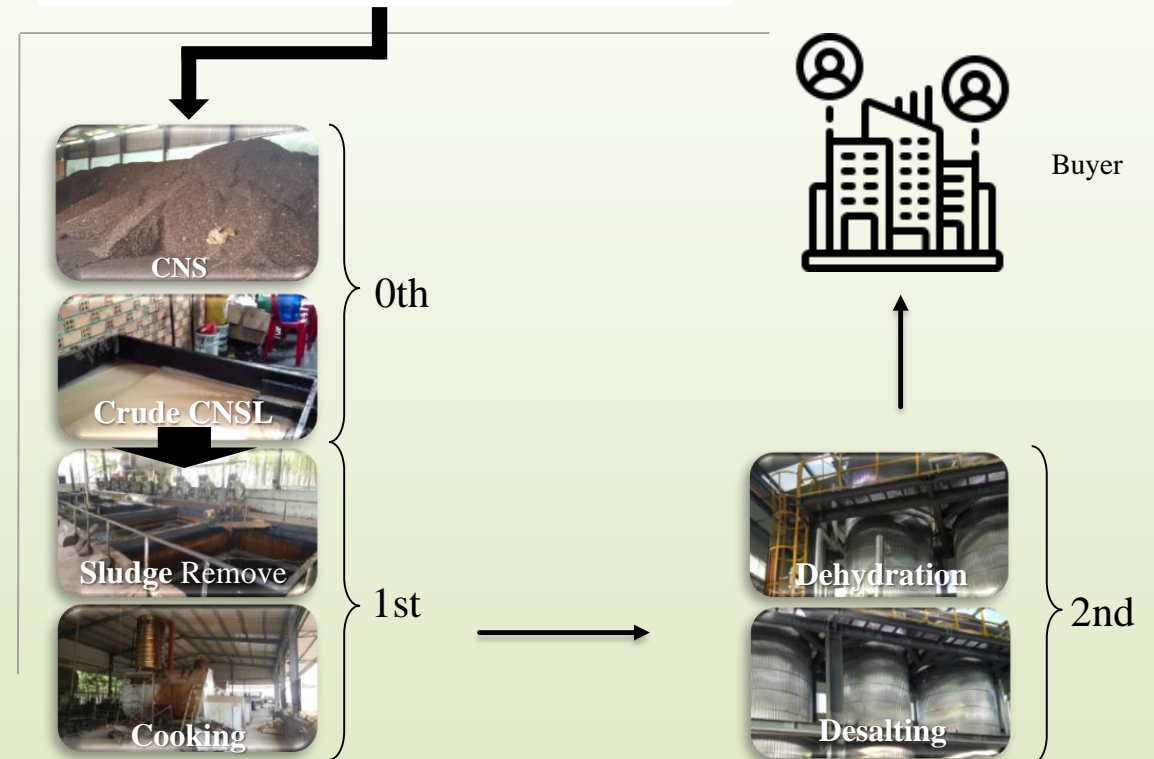 CNS
Crude CNSL
0th
Sludge Remove
Cooking
1st
Dehydration
Desalting
2nd
Buyer